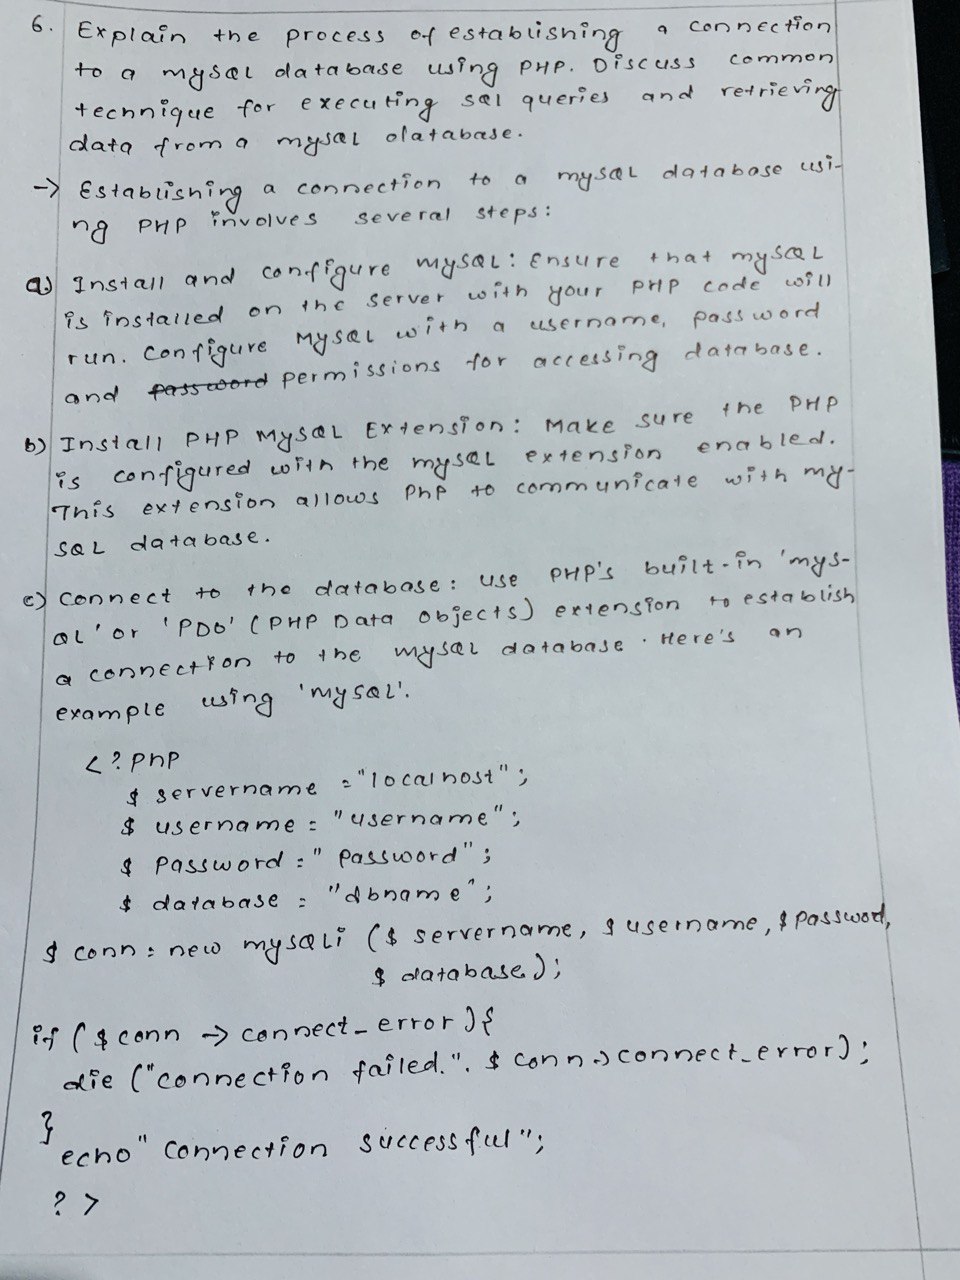 6. Explain the process of establishing a connection
to a mysQL database using PHP. Discuss common
technique for executing sql queries and retrieving
data from a mysQL database.
→ Establishing a connection to a mysQL database usi-
ng PHP involves several steps:
a) Install and configure mysQL: Ensure that mysQL
is installed on the server with your PHP code will
run. Configure MySQL with a username, password
and password permissions for accessing database.
b) Install PHP MySQL Extension: Make sure the PHP
is configured with the mysQL extension enabled.
This extension allows PHP to communicate with my-
SQL database.
c) Connect to the database: use PHP's built-in 'mys-
QL' or 'PDO' (PHP Data Objects) extension to establish
a connection to the mysQL database. Here's an
example using 'mysQL'.
<?php
$ servername = "localhost";
$ username = "username";
$ password = "password";
$ database = "dbname";
$ conn = new mysQLi ($ servername, $ username, $ password,
$ database);
if ($ conn -> connect_error){
die ("connection failed.". $ conn->connect_error);
}
echo "connection successful";
?>